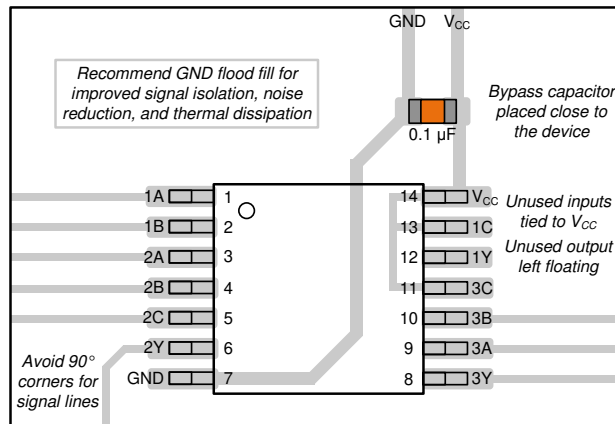 GND VCC
Recommend GND flood fill for
improved signal isolation, noise
reduction, and thermal dissipation
Bypass capacitor
placed close to
the device
0.1 µF
1A 1 14 VCC
1B 2 13 1C
2A 3 12 1Y
2B 4 11 3C
2C 5 10 3B
2Y 6 9 3A
GND 7 8 3Y
Unused inputs
tied to VCC
Unused output
left floating
Avoid 90°
corners for
signal lines